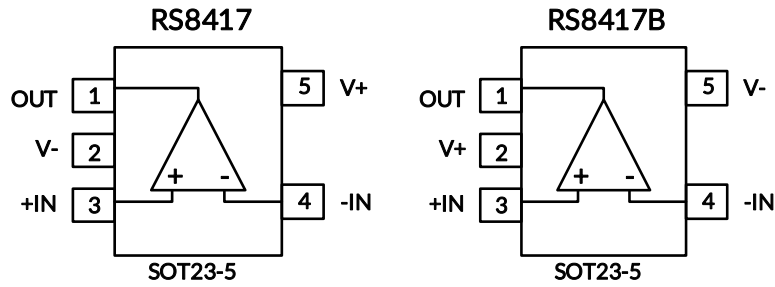 RS8417
OUT 1 5 V+
V- 2
+ -
+IN 3 4 -IN
SOT23-5
RS8417B
OUT 1 5 V-
V+ 2
+ -
+IN 3 4 -IN
SOT23-5